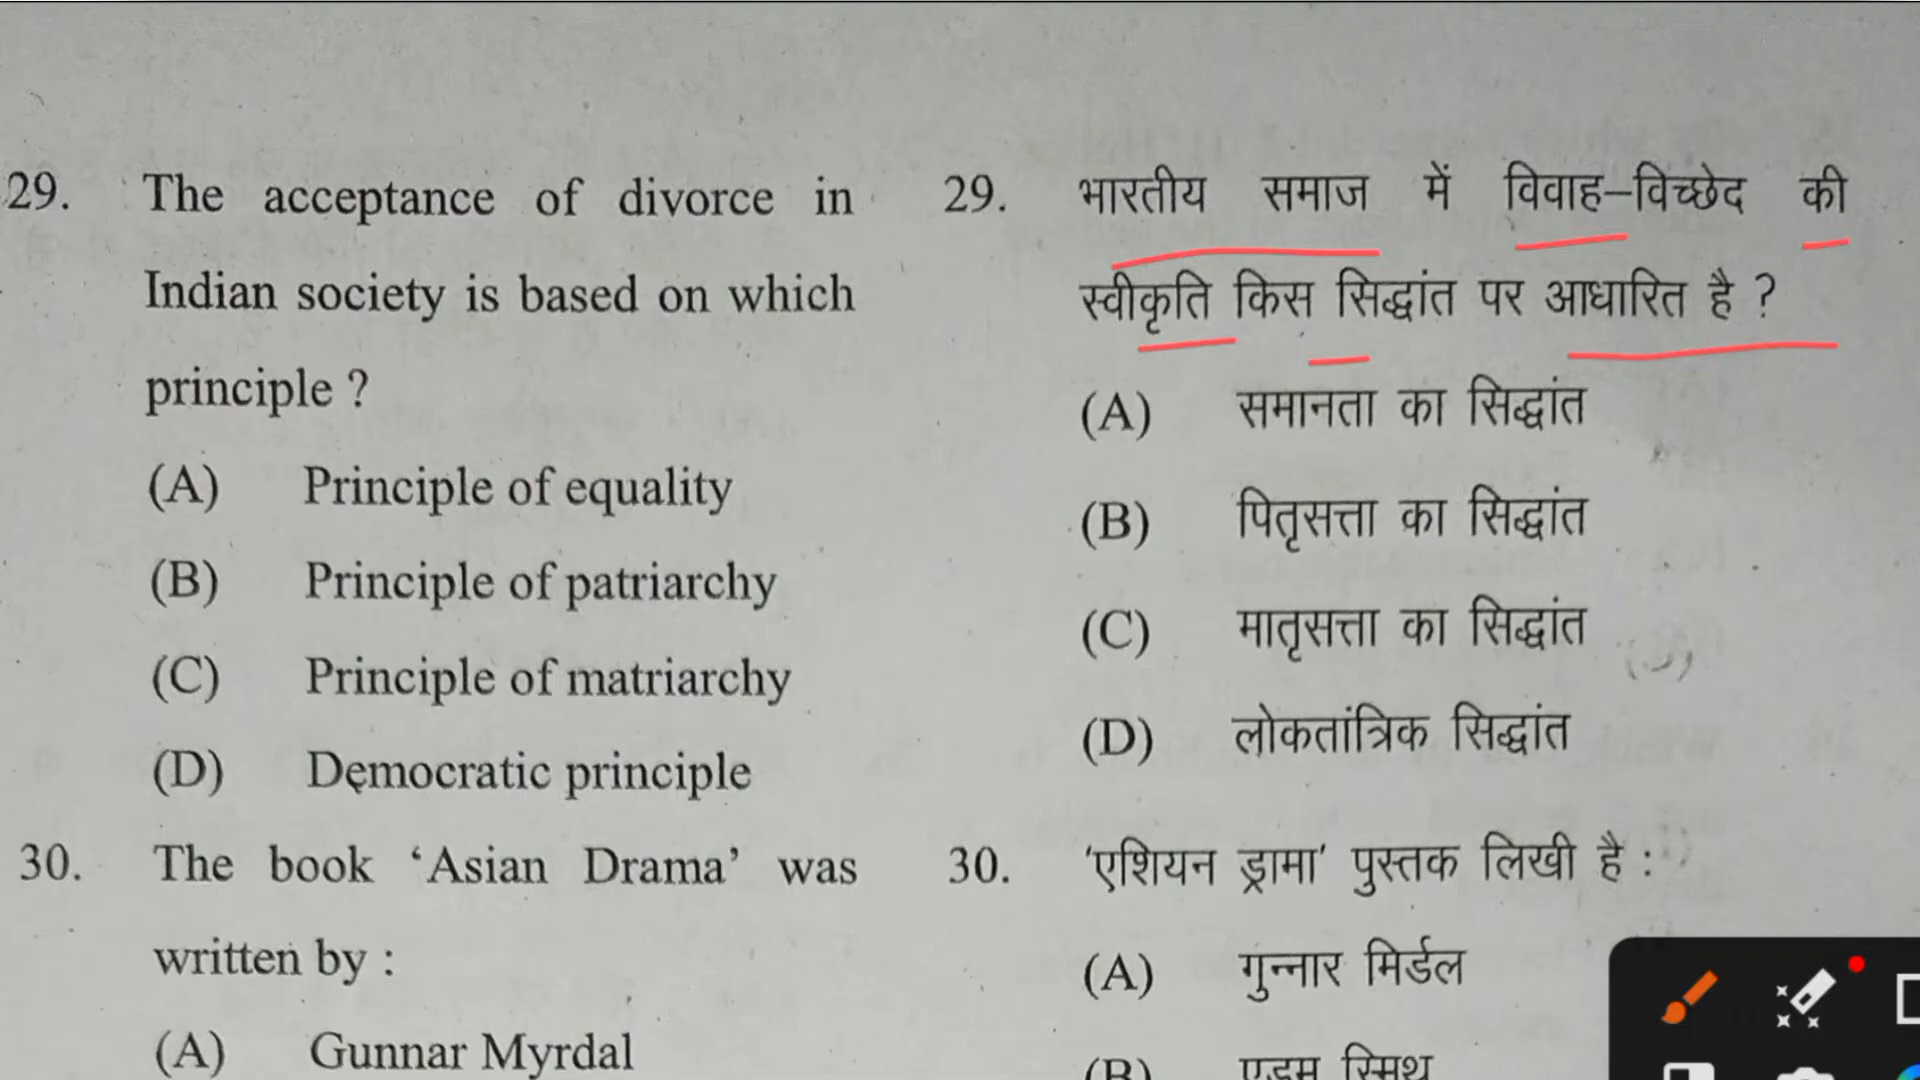 29. The acceptance of divorce in
Indian society is based on which
principle ?
(A) Principle of equality
(B) Principle of patriarchy
(C) Principle of matriarchy
(D) Democratic principle
30. The book ‘Asian Drama’ was
written by :
(A) Gunnar Myrdal
29. भारतीय समाज में विवाह–विच्छेद की
स्वीकृति किस सिद्धांत पर आधारित है ?
(A) समानता का सिद्धांत
(B) पितृसत्ता का सिद्धांत
(C) मातृसत्ता का सिद्धांत
(D) लोकतांत्रिक सिद्धांत
30. 'एशियन ड्रामा' पुस्तक लिखी है :
(A) गुन्नार मिर्डल
(B) एडम स्मिथ